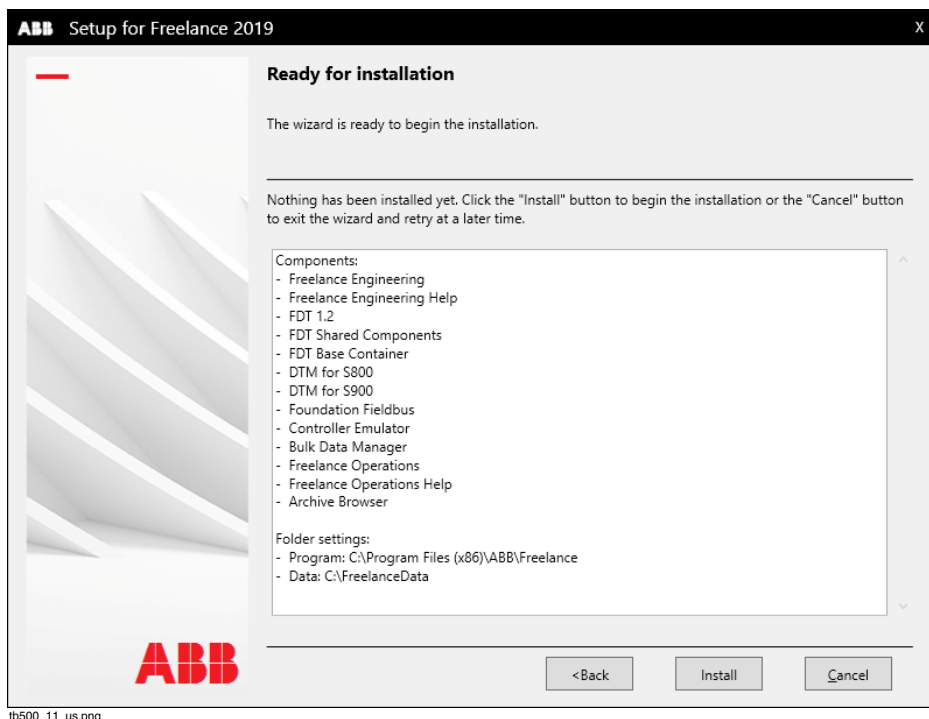 ABB Setup for Freelance 2019 X
Ready for installation
The wizard is ready to begin the installation.
Nothing has been installed yet. Click the "Install" button to begin the installation or the "Cancel" button
to exit the wizard and retry at a later time.
Components:
- Freelance Engineering
- Freelance Engineering Help
- FDT 1.2
- FDT Shared Components
- FDT Base Container
- DTM for S800
- DTM for S900
- Foundation Fieldbus
- Controller Emulator
- Bulk Data Manager
- Freelance Operations
- Freelance Operations Help
- Archive Browser
Folder settings:
- Program: C:\Program Files (x86)\ABB\Freelance
- Data: C:\FreelanceData
ABB
<Back Install Cancel
tb500_11_us.png